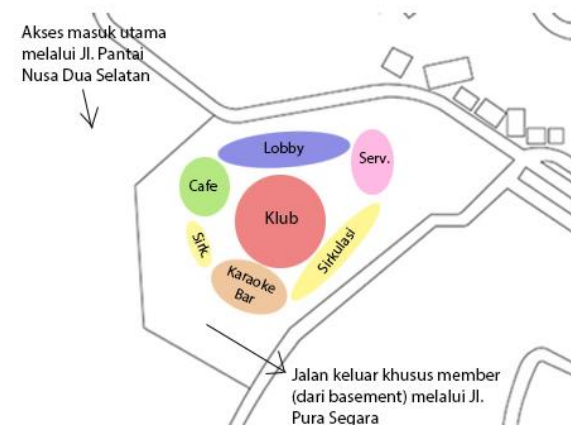 Akses masuk utama
melalui Jl. Pantai
Nusa Dua Selatan
Lobby
Serv.
Cafe
Klub
Sirk.
Sirkulasi
Karaoke
Bar
Jalan keluar khusus member
(dari basement) melalui Jl.
Pura Segara